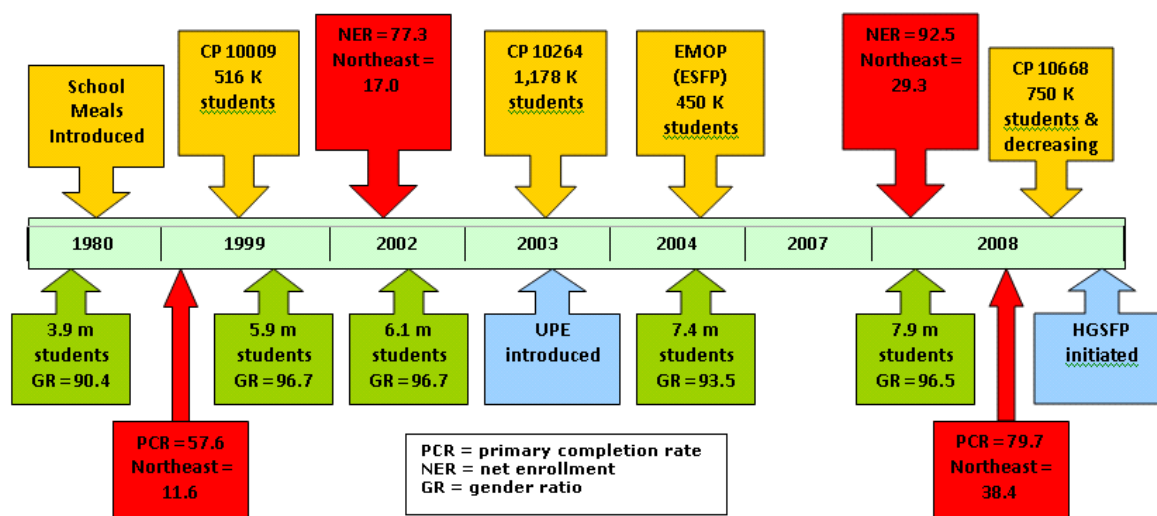 School
Meals
Introduced
CP 10009
516 K
students
NER = 77.3
Northeast =
17.0
CP 10264
1,178 K
students
EMOP
(ESFP)
450 K
students
NER = 92.5
Northeast =
29.3
CP 10668
750 K
students &
decreasing
1980
1999
2002
2003
2004
2007
2008
3.9 m
students
GR = 90.4
5.9 m
students
GR = 96.7
6.1 m
students
GR = 96.7
UPE
introduced
7.4 m
students
GR = 93.5
7.9 m
students
GR = 96.5
HGSFP
initiated
PCR = 57.6
Northeast =
11.6
PCR = primary completion rate
NER = net enrollment
GR = gender ratio
PCR = 79.7
Northeast =
38.4